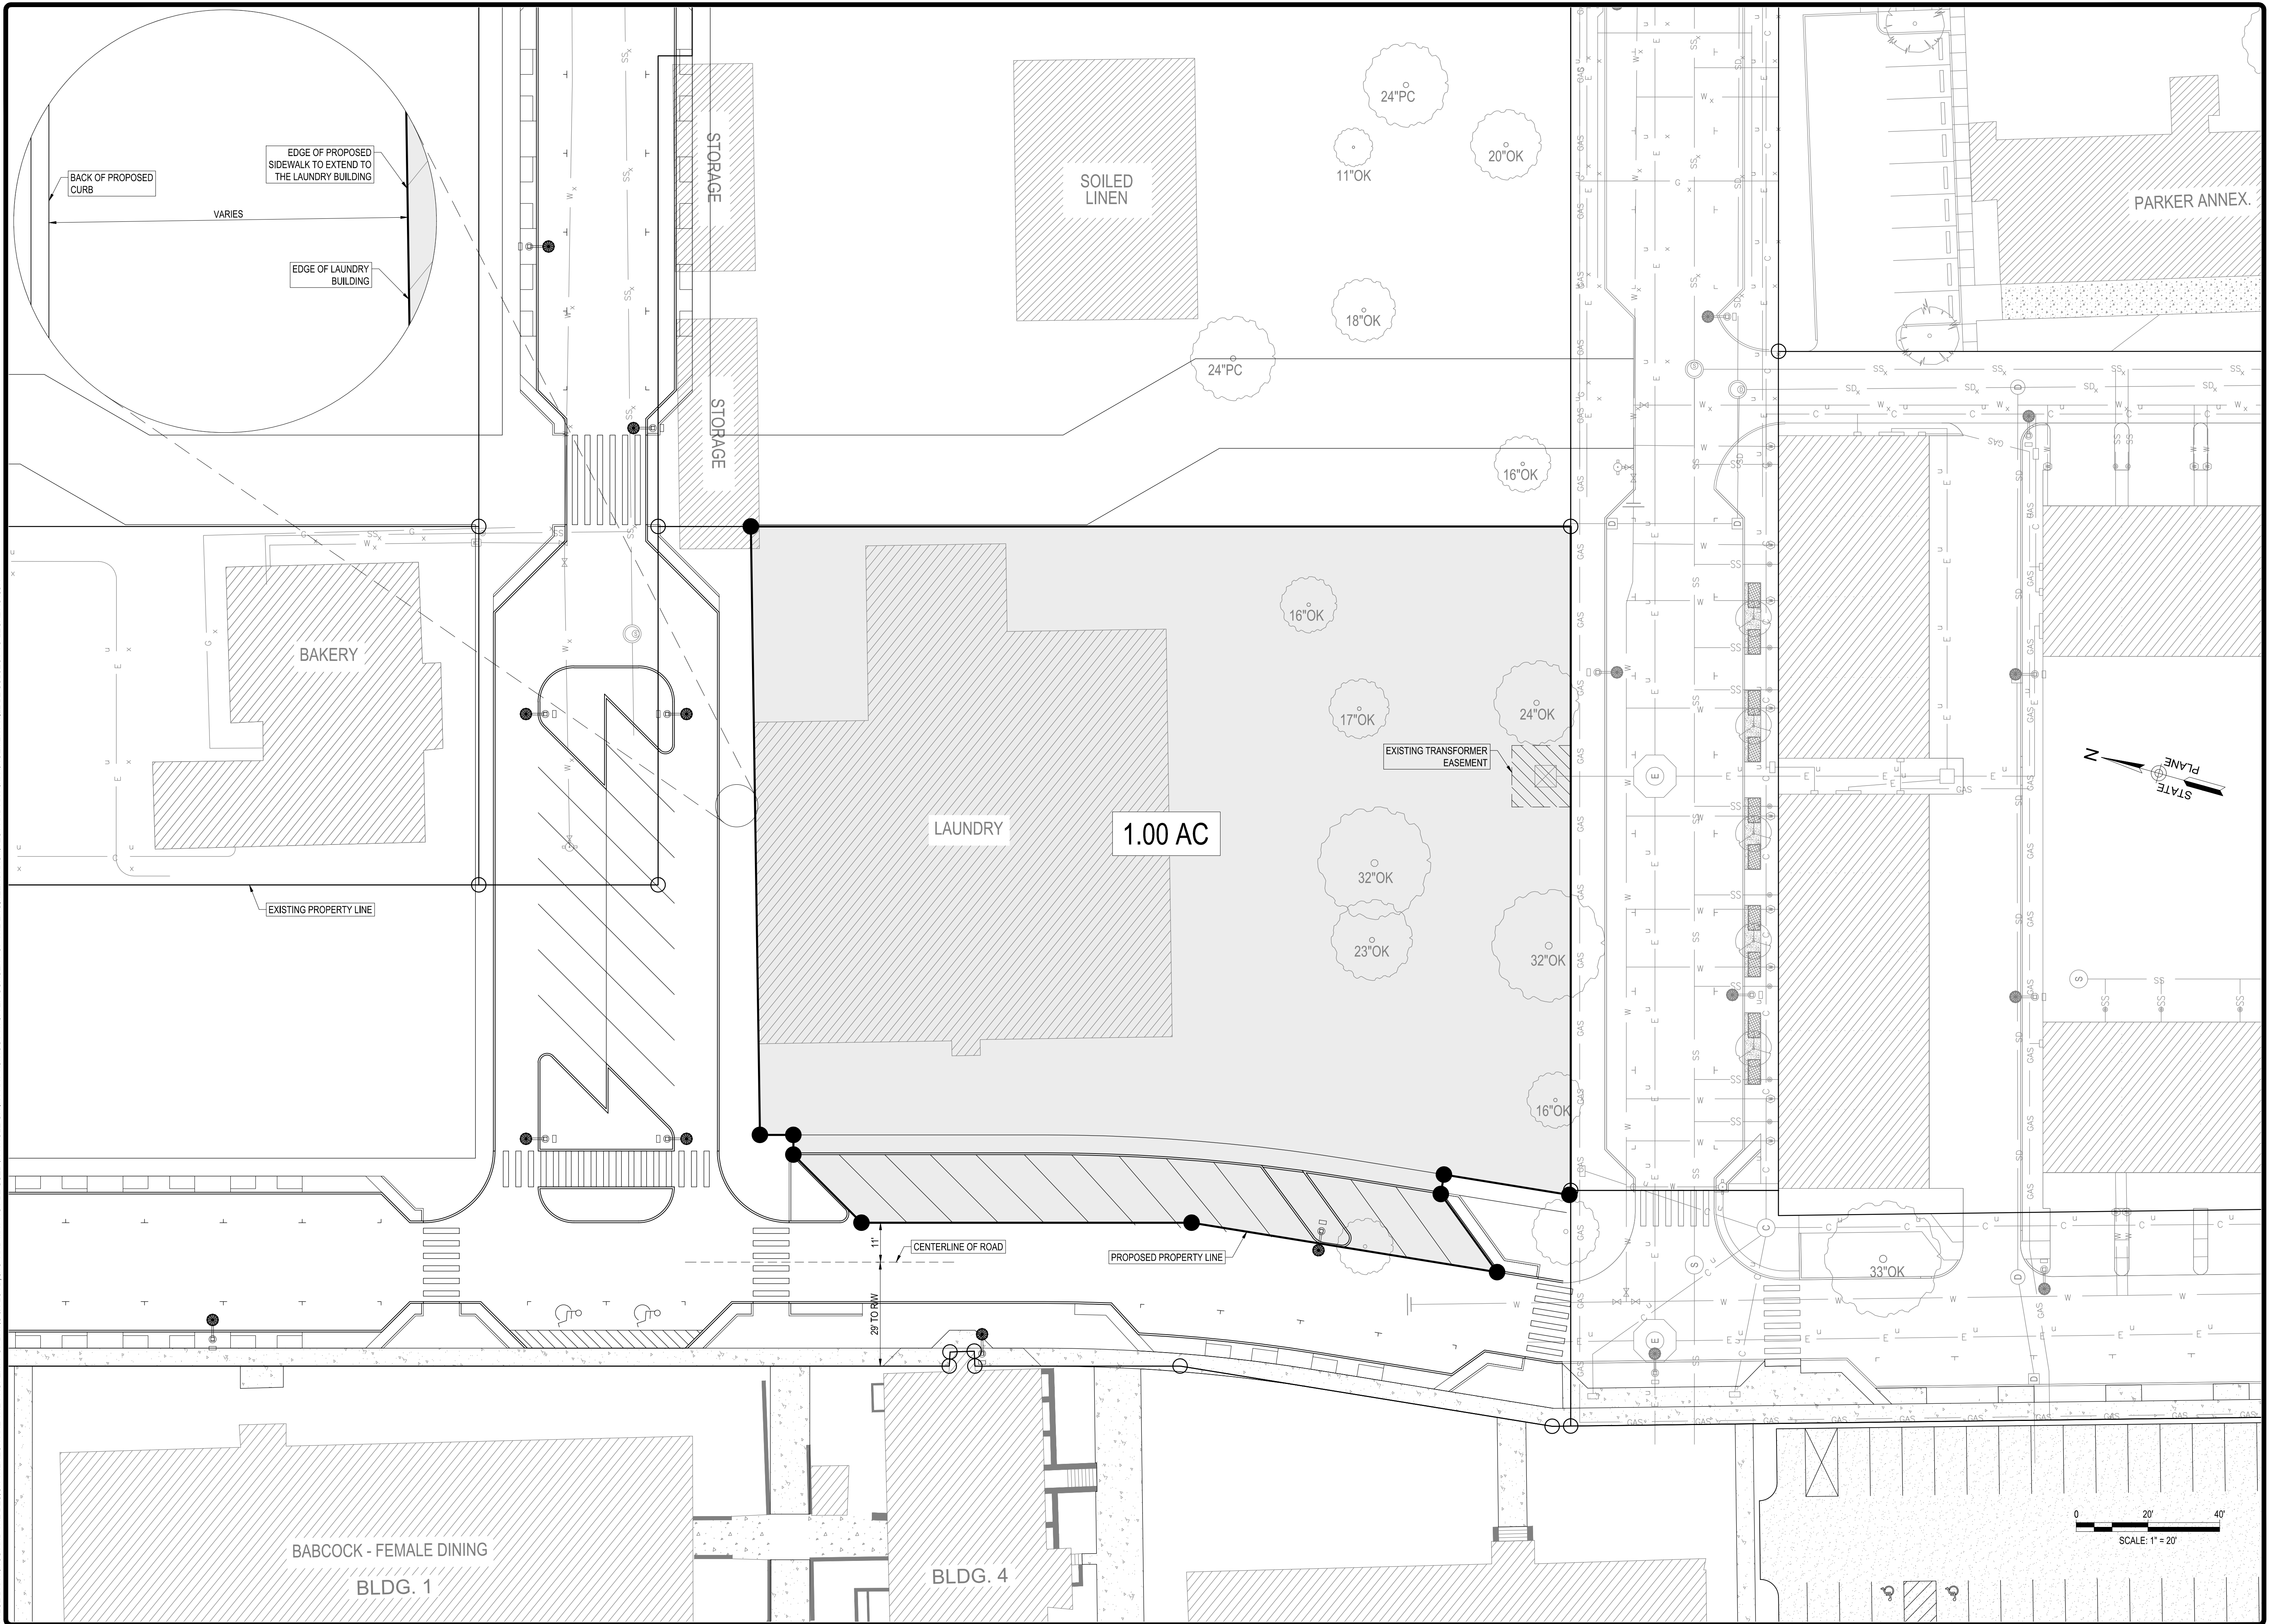 BACK OF PROPOSED
CURB
EDGE OF PROPOSED
SIDEWALK TO EXTEND TO
THE LAUNDRY BUILDING
VARIES
EDGE OF LAUNDRY
BUILDING
STORAGE
STORAGE
SOILED
LINEN
24"PC
11"OK
20"OK
18"OK
24"PC
16"OK
PARKER ANNEX.
BAKERY
EXISTING PROPERTY LINE
16"OK
17"OK
24"OK
EXISTING TRANSFORMER
EASEMENT
LAUNDRY
1.00 AC
32"OK
23"OK
32"OK
16"OK
N
STATE
PLANE
11'
CENTERLINE OF ROAD
29' TO R/W
PROPOSED PROPERTY LINE
33"OK
BABCOCK - FEMALE DINING
BLDG. 1
BLDG. 4
0 20' 40'
SCALE: 1" = 20'